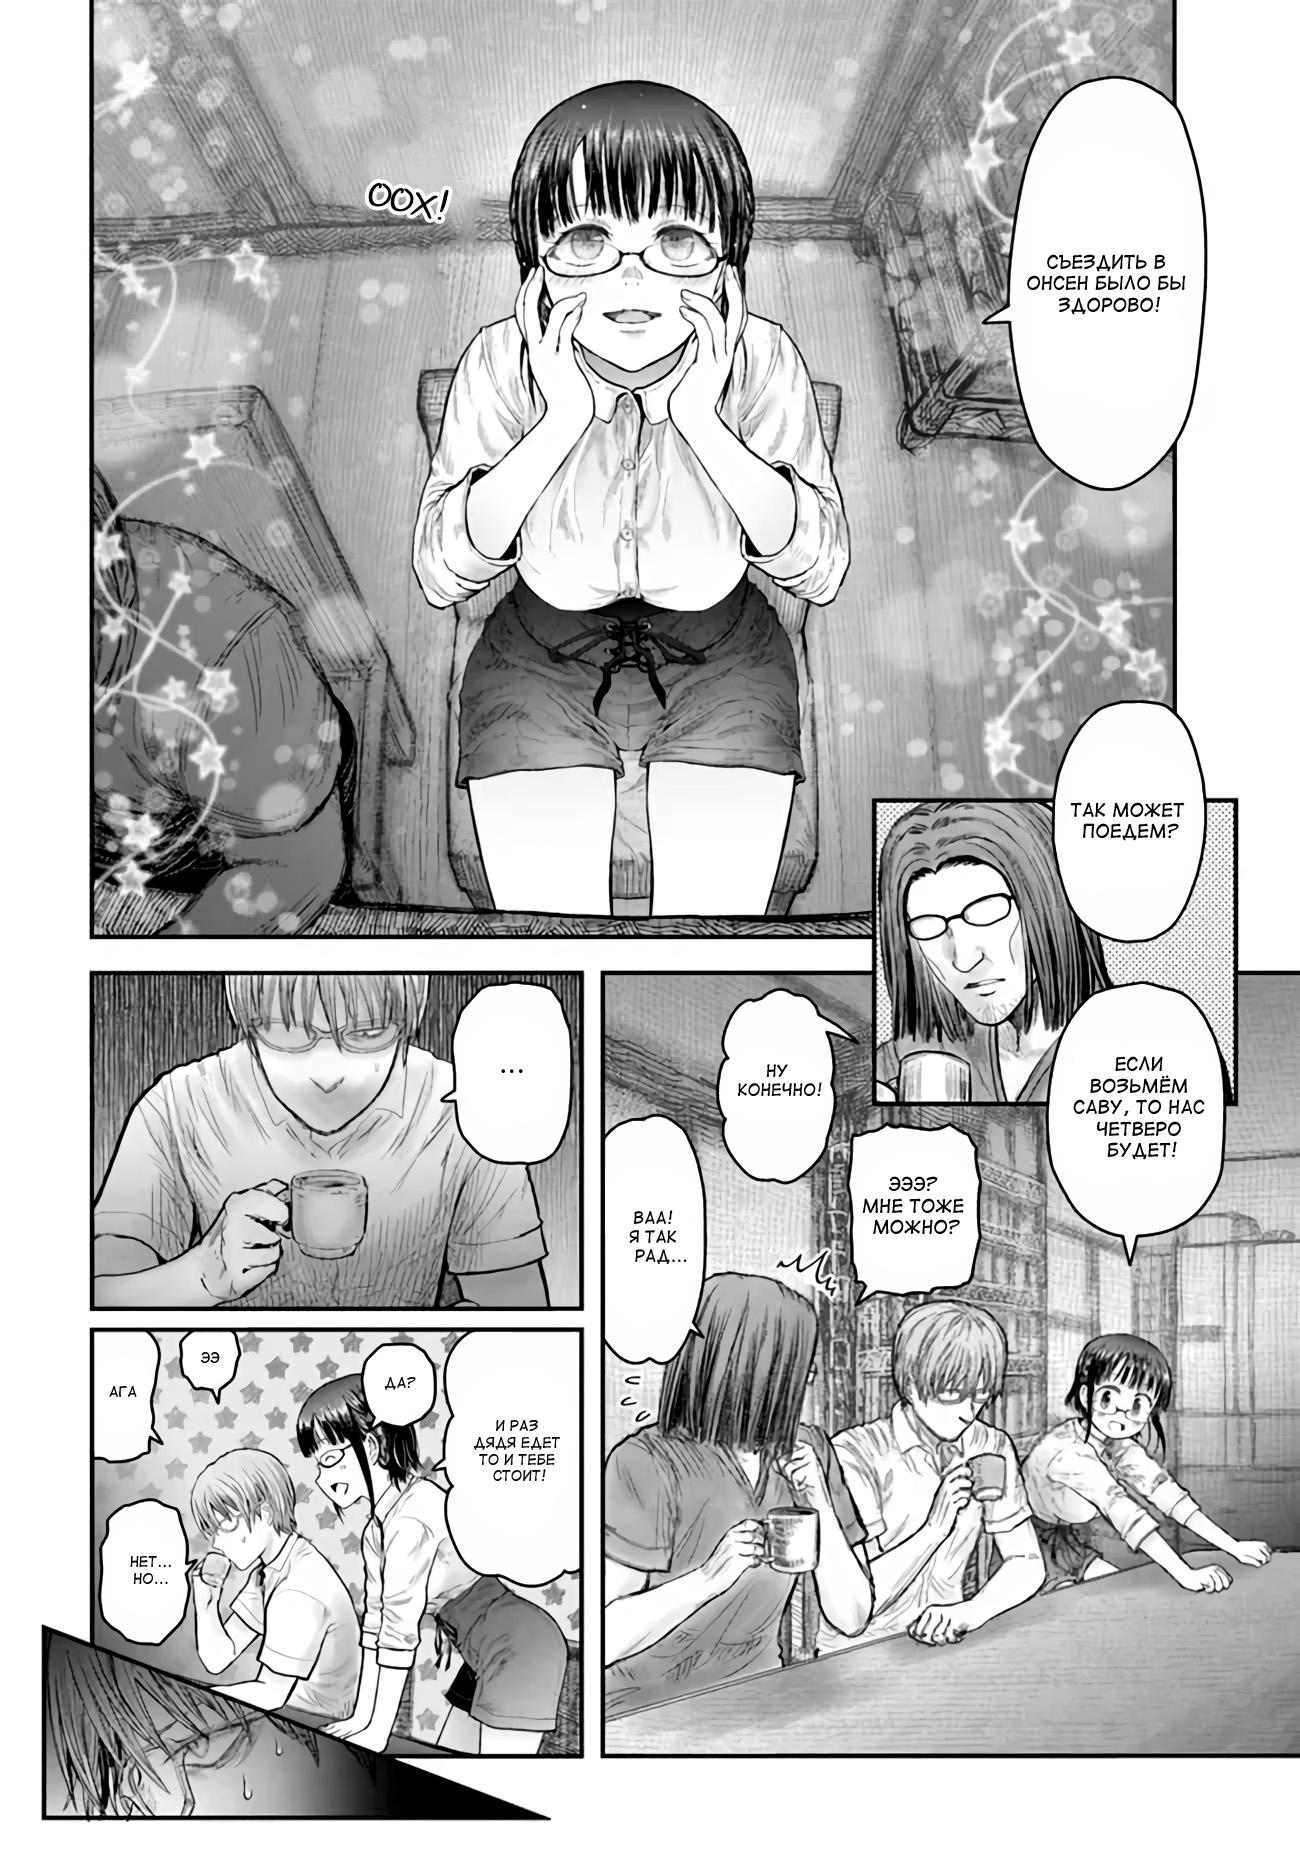 СЪЕЗДИТЬ В
ОНСЕН БЫЛО БЫ
ЗДОРОВО!
ООХ!
ТАК МОЖЕТ
ПОЕДЕМ?
ЕСЛИ
ВОЗЬМЁМ
САВУ, ТО НАС
ЧЕТВЕРО
БУДЕТ!
НУ
КОНЕЧНО!
ЭЭЭ?
МНЕ ТОЖЕ
МОЖНО?
ВАА!
Я ТАК
РАД...
...
И РАЗ
ДЯДЯ ЕДЕТ
ТО И ТЕБЕ
СТОИТ!
ДА?
ЭЭ
АГА
НЕТ...
НО...